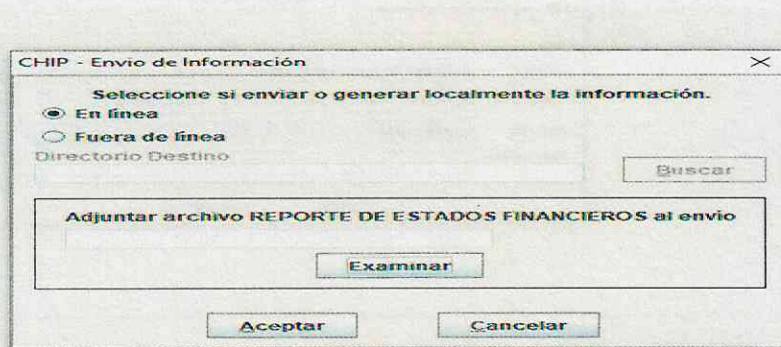 CHIP - Envio de Información
Seleccione si enviar o generar localmente la información.
En línea
Fuera de línea
Directorio Destino
Buscar
Adjuntar archivo REPORTE DE ESTADOS FINANCIEROS al envio
Examinar
Aceptar
Cancelar